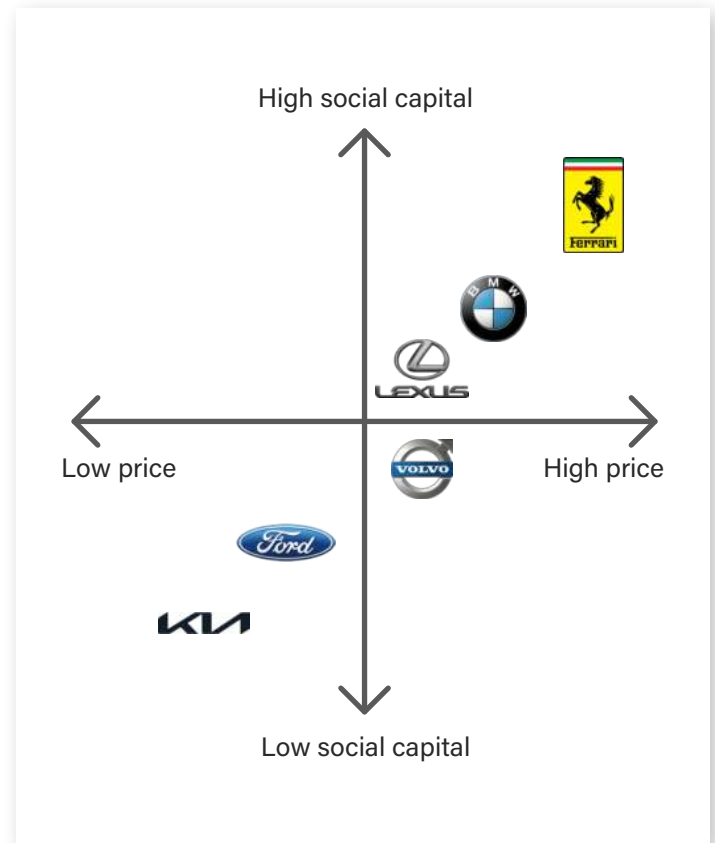 High social capital
Ferrari
BMW
LEXUS
Low price
VOLVO
High price
Ford
KIA
Low social capital